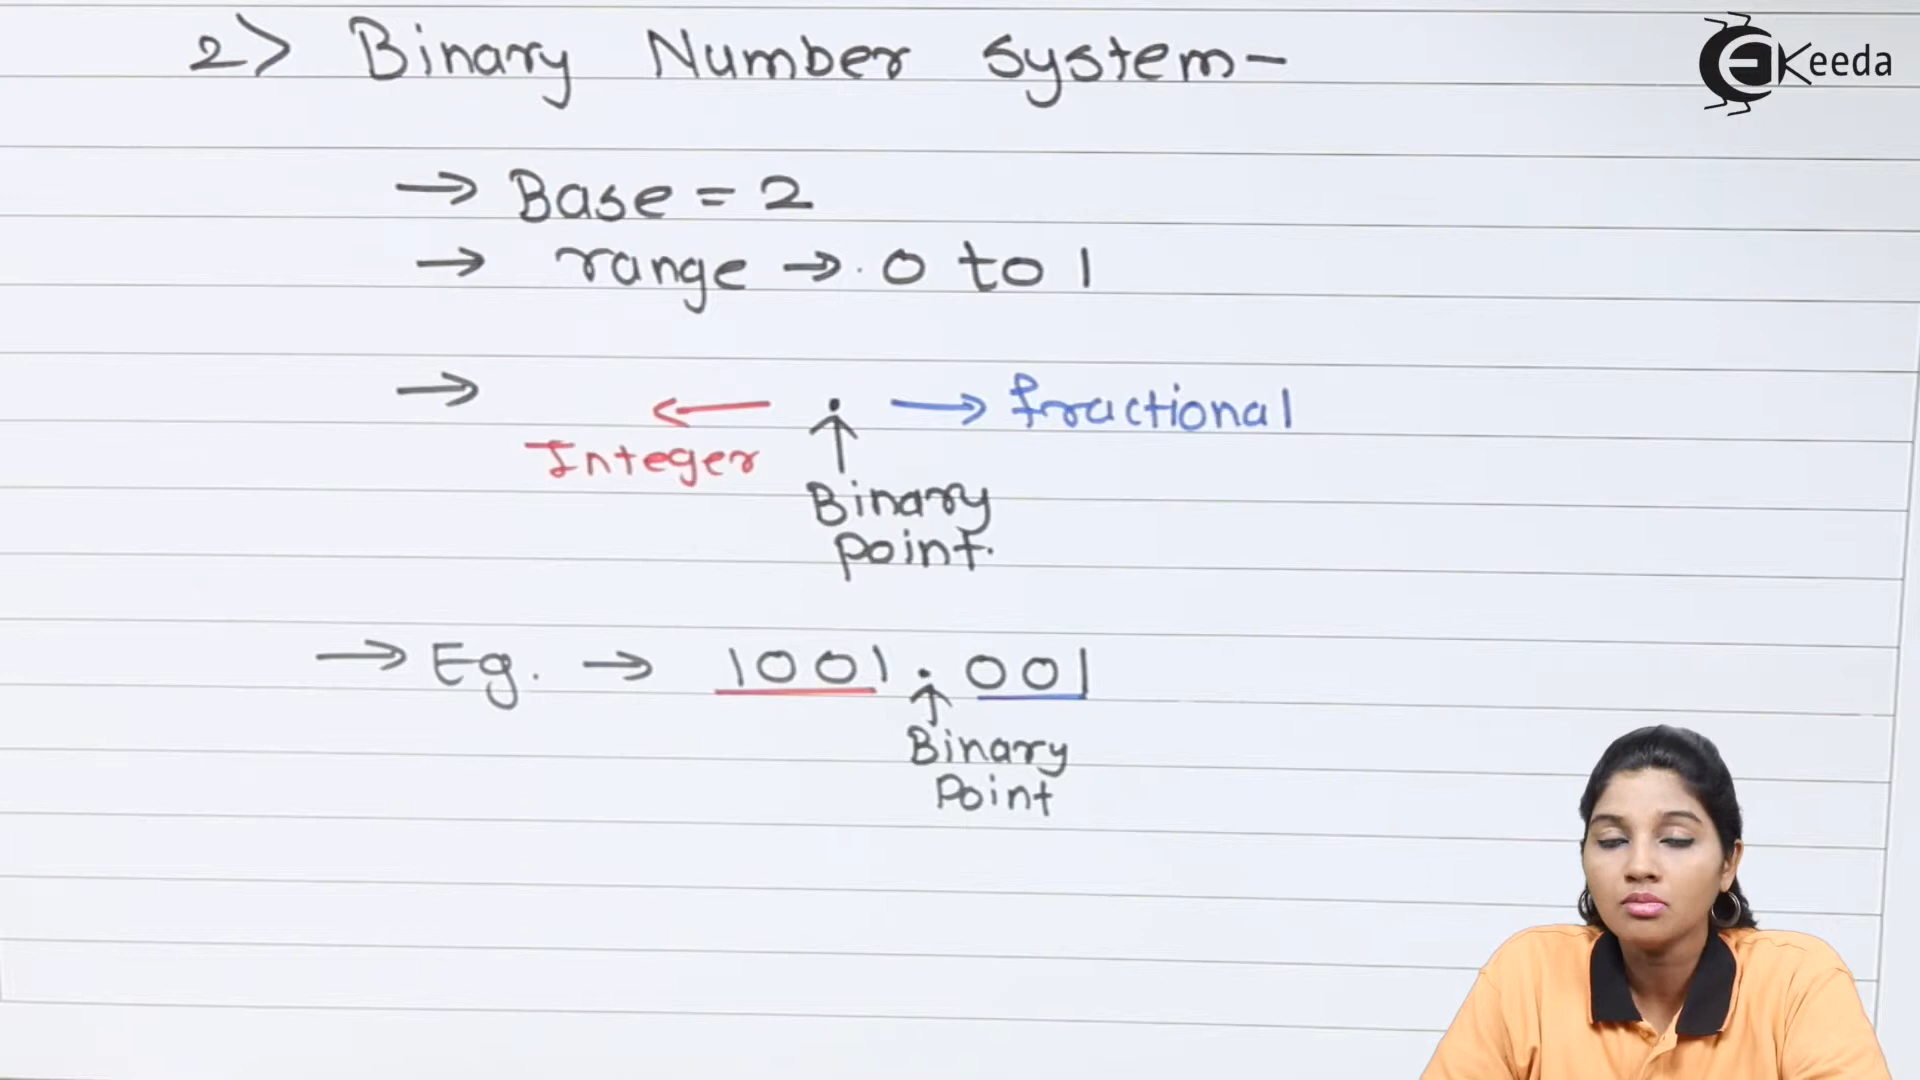 2> Binary Number system-
EKeeda
→ Base = 2
→ range → 0 to 1
→ ← . → fractional
Integer
↑
Binary
point.
→ Eg. → 1001.001
↑
Binary
Point